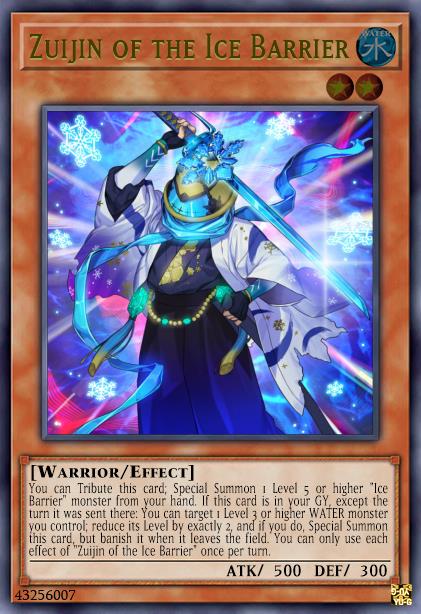 Zuijin of the Ice Barrier
WATER
水
[Warrior/Effect]
You can Tribute this card; Special Summon 1 Level 5 or higher "Ice
Barrier" monster from your hand. If this card is in your GY, except the
turn it was sent there: You can target 1 Level 3 or higher WATER monster
you control; reduce its Level by exactly 2, and if you do, Special Summon
this card, but banish it when it leaves the field. You can only use each
effect of "Zuijin of the Ice Barrier" once per turn.
ATK/ 500 DEF/ 300
43256007